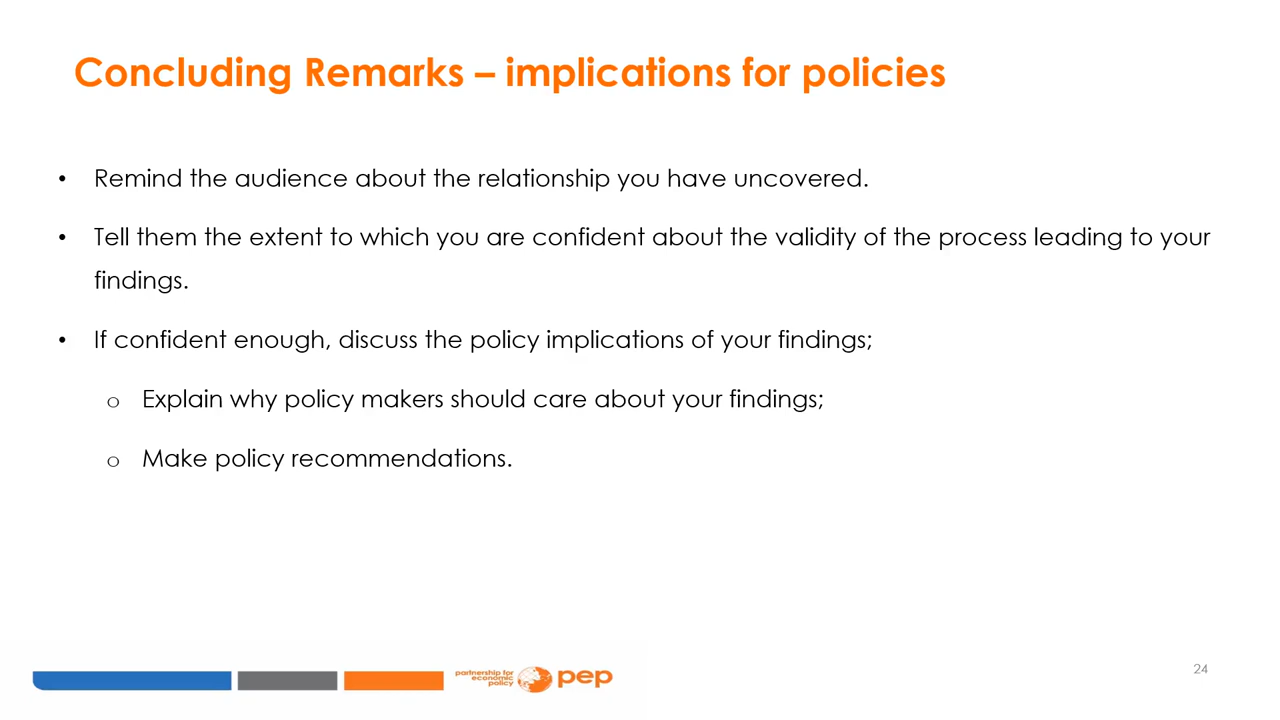 Concluding Remarks – implications for policies
• Remind the audience about the relationship you have uncovered.
• Tell them the extent to which you are confident about the validity of the process leading to your
findings.
• If confident enough, discuss the policy implications of your findings;
o Explain why policy makers should care about your findings;
o Make policy recommendations.
partnership for
economic
policy
pep
24